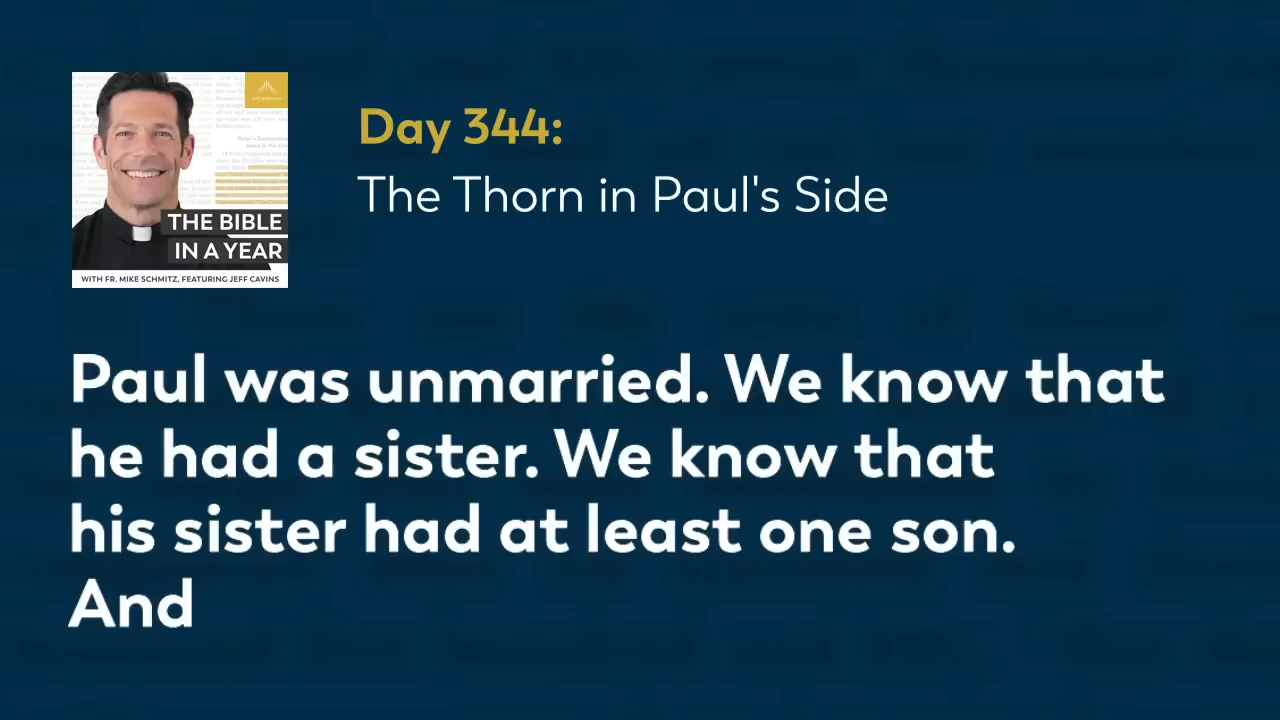 Day 344:
The Thorn in Paul's Side
THE BIBLE
IN A YEAR
WITH FR. MIKE SCHMITZ, FEATURING JEFF CAVINS
Paul was unmarried. We know that
he had a sister. We know that
his sister had at least one son.
And